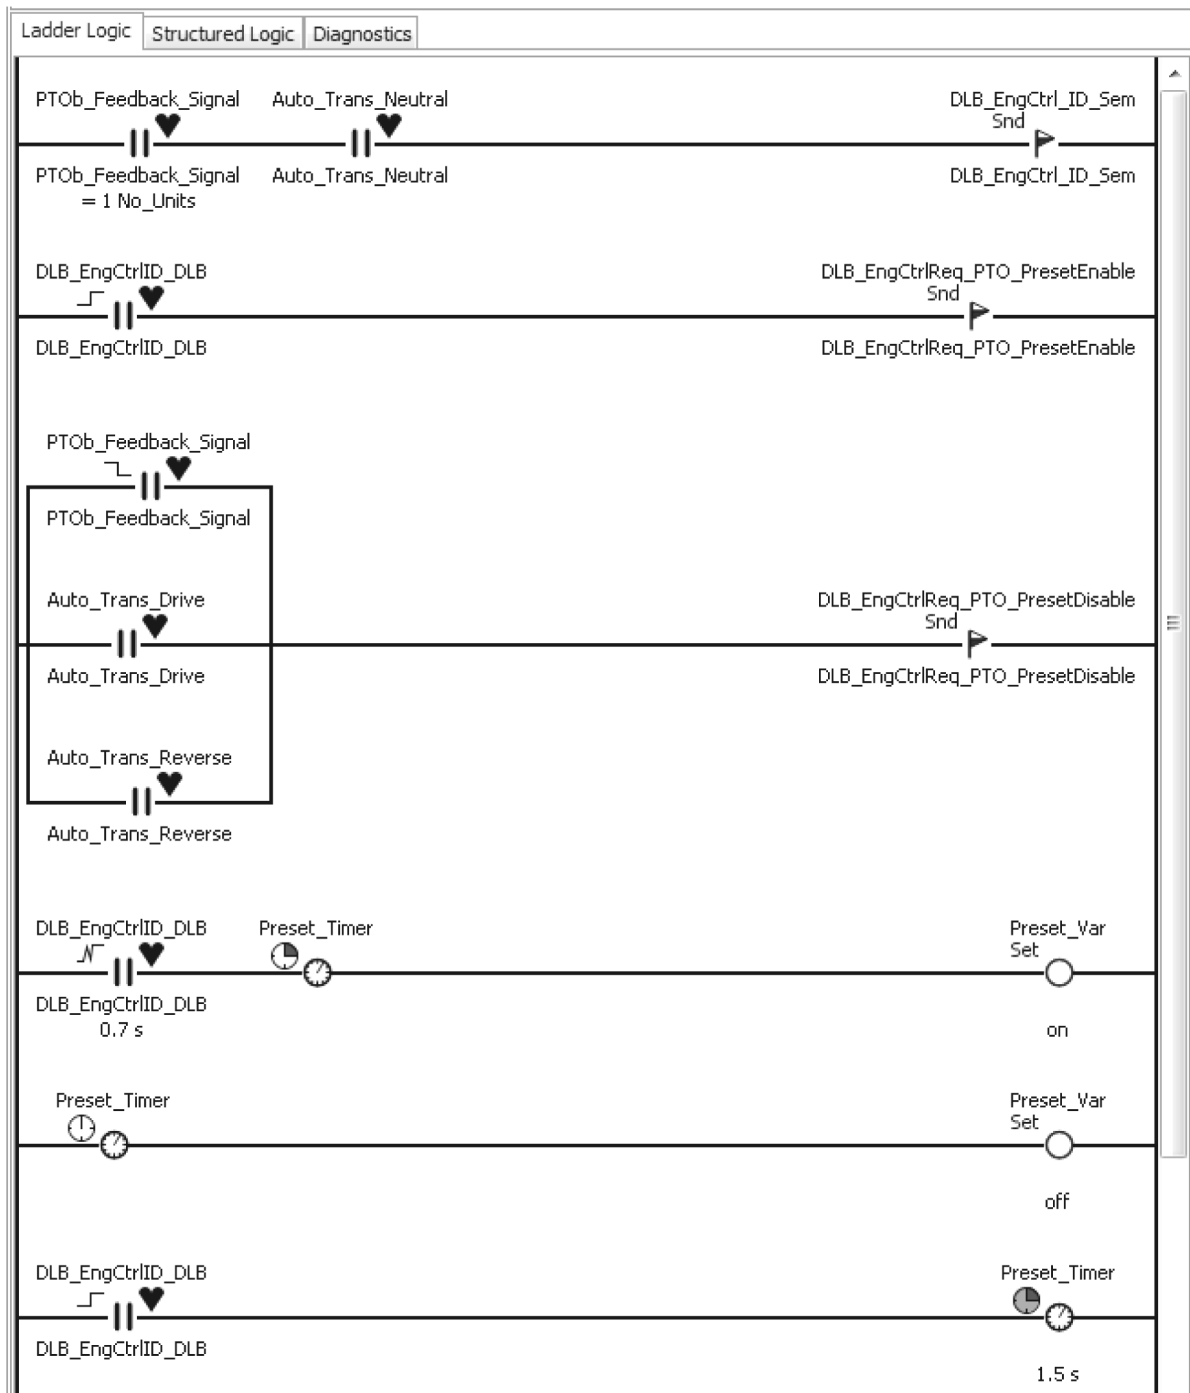 Ladder Logic Structured Logic Diagnostics
PTOb_Feedback_Signal Auto_Trans_Neutral DLB_EngCtrl_ID_Sem
Snd
PTOb_Feedback_Signal Auto_Trans_Neutral DLB_EngCtrl_ID_Sem
= 1 No_Units
DLB_EngCtrlID_DLB DLB_EngCtrlReq_PTO_PresetEnable
Snd
DLB_EngCtrlID_DLB DLB_EngCtrlReq_PTO_PresetEnable
PTOb_Feedback_Signal
PTOb_Feedback_Signal
Auto_Trans_Drive DLB_EngCtrlReq_PTO_PresetDisable
Snd
Auto_Trans_Drive DLB_EngCtrlReq_PTO_PresetDisable
Auto_Trans_Reverse
Auto_Trans_Reverse
DLB_EngCtrlID_DLB Preset_Timer Preset_Var
Set
DLB_EngCtrlID_DLB
0.7 s on
Preset_Timer Preset_Var
Set
off
DLB_EngCtrlID_DLB Preset_Timer
DLB_EngCtrlID_DLB
1.5 s